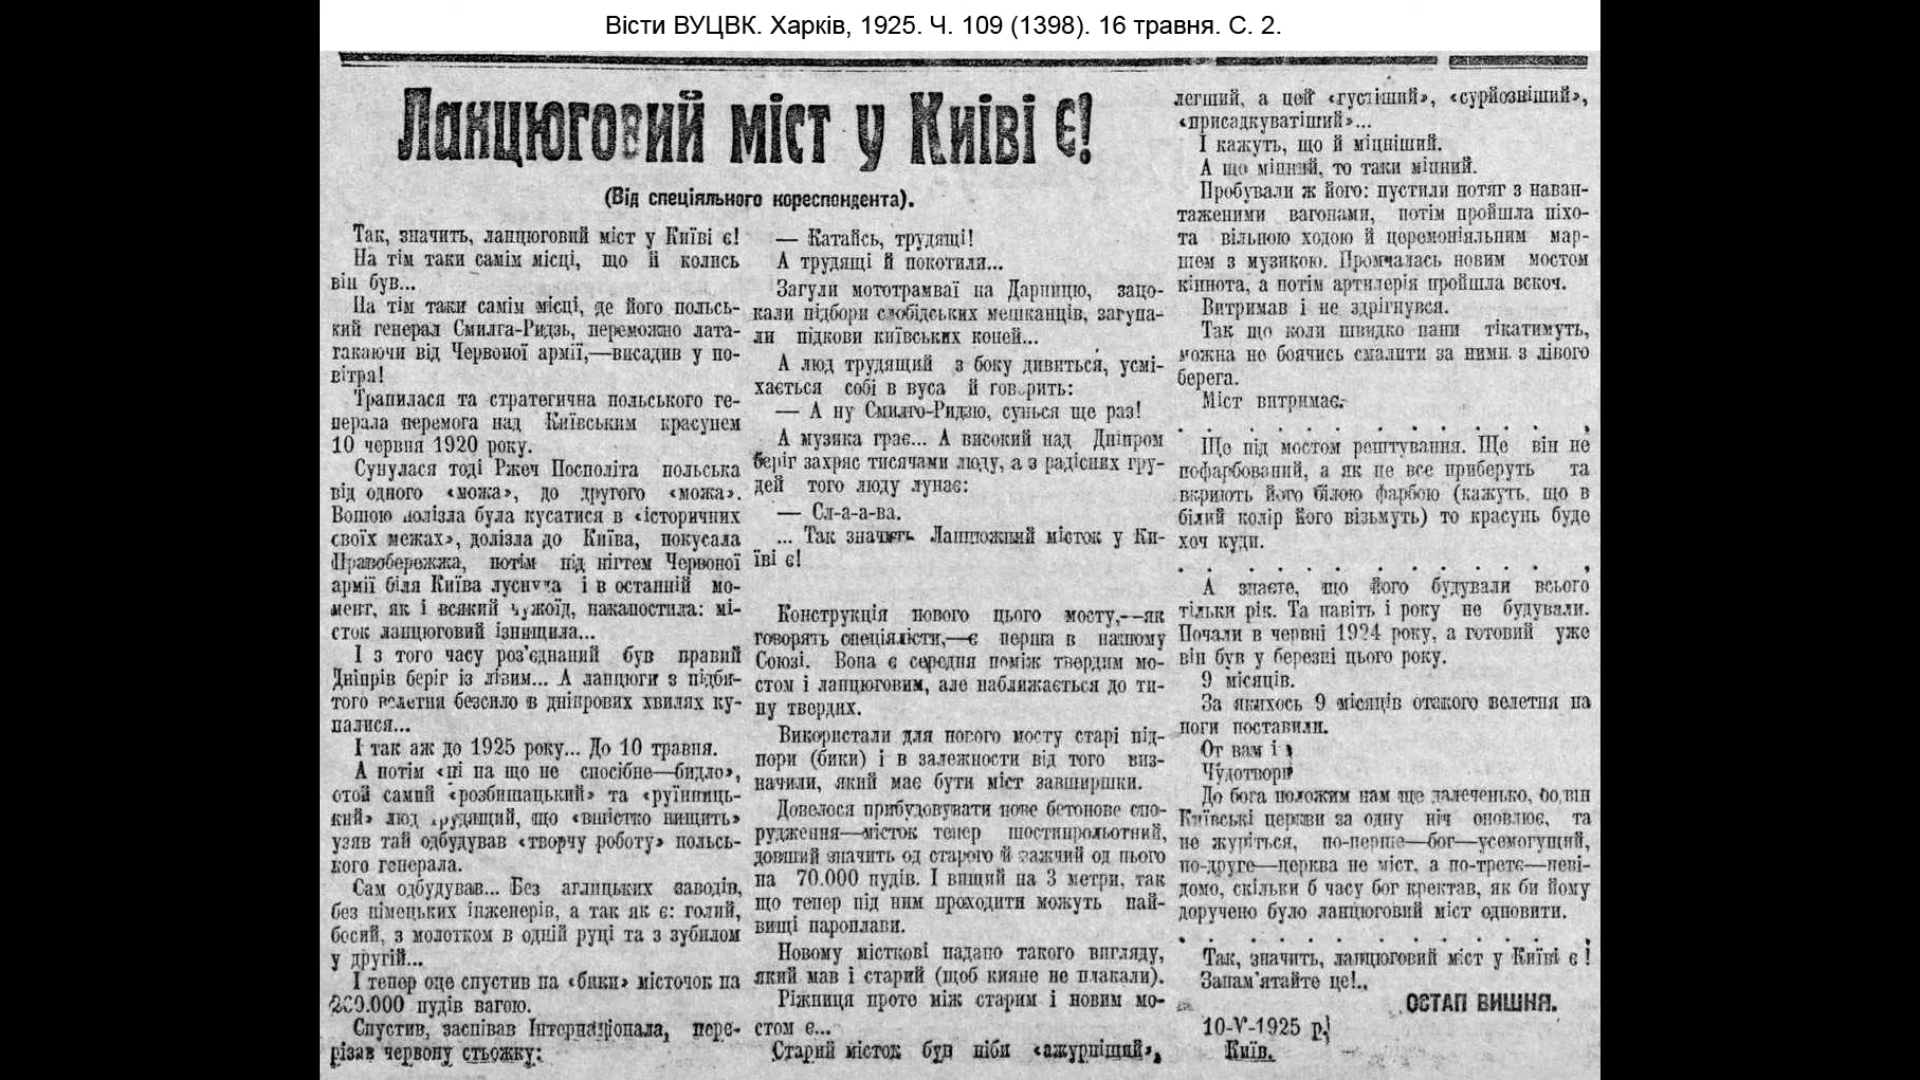 Вісти ВУЦВК. Харків, 1925. Ч. 109 (1398). 16 травня. С. 2.
Ланцюговий міст у Київі Є!
(Від спеціяльного кореспондента).
Так, значить, ланцюговий міст у Київі є!
На тім таки самім місці, що й колись
він був...
На тім таки самім місці, де його польсь-
кий генерал Смилга-Ридзь, переможно лата-
такаючи від Червоної армії,—висадив у по-
вітря!
Трапилася та стратегична польського ге-
нерала перемога над Київським красунем
10 червня 1920 року.
Сунулася тоді Ржеч Посполіта польська
від одного «можа», до другого «можа».
Вошою полізла була кусатися в «історичних
своїх межах», долізла до Київа, покусала
Правобережжа, потім під нігтем Червоної
армії біля Київа луснула і в останній мо-
мент, як і всякий чужоїд, накапостила: мі-
сток ланцюговий ізнищила...
І з того часу роз'єднаний був правий
Дніпрів беріг із лівим... А ланцюги з підби-
того велетня безсило в дніпрових хвилях ку-
палися...
І так аж до 1925 року... До 10 травня.
А потім «ні на що не спосібне—бидло»,
отой самий «розбишацький» та «руїнниць-
кий» люд трудящий, що «вшистко нищить»
узяв тай одбудував «творчу роботу» польсь-
кого генерала.
Сам одбудував... Без аглицьких заводів,
без німецьких інженерів, а так як є: голий,
босий, з молотком в одній руці та з зубилом
у другій...
І тепер оце спустив на «бики» місточок на
000 пудів вагою.
Спустив, заспівав Інтернаціонала, пере-
різав червону стьожку:
— Катайсь, трудящі!
А трудящі й покотили...
Загули мототрамваї на Дарницю, зацо-
кали підбори слобідських мешканців, загупа-
ли підкови київських коней...
А люд трудящий з боку дивиться, усмі-
хається собі в вуса й говорить:
— А ну Смилго-Ридзю, сунься ще раз!
А музика грає... А високий над Дніпром
беріг захряс тисячами люду, а з радісних гру-
дей того люду лунає:
— Сл-а-а-ва.
... Так значить Ланцюжний місток у Ки-
їві є!
Конструкція нового цього мосту,—як
говорять спеціялісти,—є перша в нашому
Союзі. Вона є середня поміж твердим мо-
стом і ланцюговим, але наближається до ти-
пу твердих.
Використали для нового мосту старі під-
пори (бики) і в залежности від того виз-
начили, який має бути міст завширшки.
Довелося прибудовувати нове бетонове спо-
рудження—місток тепер шостипрольотний,
довший значить од старого й важчий од нього
на 70.000 пудів. І вищий на 3 метри, так
що тепер під ним проходити можуть най-
вищі пароплави.
Новому місткові надано такого вигляду,
який мав і старий (щоб кияне не плакали).
Ріжниця проте між старим і новим мо-
стом є...
Старий місток був ніби «ажурніщий»,
легший, а цей «густіший», «сурйозніший»,
«присадкуватіший»...
І кажуть, що й міцніший.
А що міцний, то таки міцний.
Пробували ж його: пустили потяг з наван-
таженими вагонами, потім пройшла піхо-
та вільною ходою й церемоніяльним мар-
шем з музикою. Промчалась новим мостом
кіннота, а потім артилерія пройшла вскоч.
Витримав і не здрігнувся.
Так що коли швидко пани тікатимуть,
можна не боячись смалити за ними з лівого
берега.
Міст витримає.
Ще під мостом рештування. Ще він не
пофарбований, а як це все приберуть та
вкриють його білою фарбою (кажуть, що в
білий колір його візьмуть) то красунь буде
хоч куди.
А знаєте, що його будували всього
тільки рік. Та навіть і року не будували.
Почали в червні 1924 року, а готовий уже
він був у березні цього року.
9 місяців.
За якихось 9 місяців отакого велетня на
ноги поставили.
От вам і
Чудотворі
До бога положим нам ще далеченько, бо він
Київські церкви за одну ніч оновлює, та
не журіться, по-перше—бог—усемогущий,
по-друге—церква не міст, а по-третє—неві-
домо, скільки б часу бог кректав, як би йому
доручено було ланцюговий міст одновити.
Так, значить, ланцюговий міст у Київі є!
Запам'ятайте це!..
ОСТАП ВИШНЯ.
10-V-1925 р.
Київ.